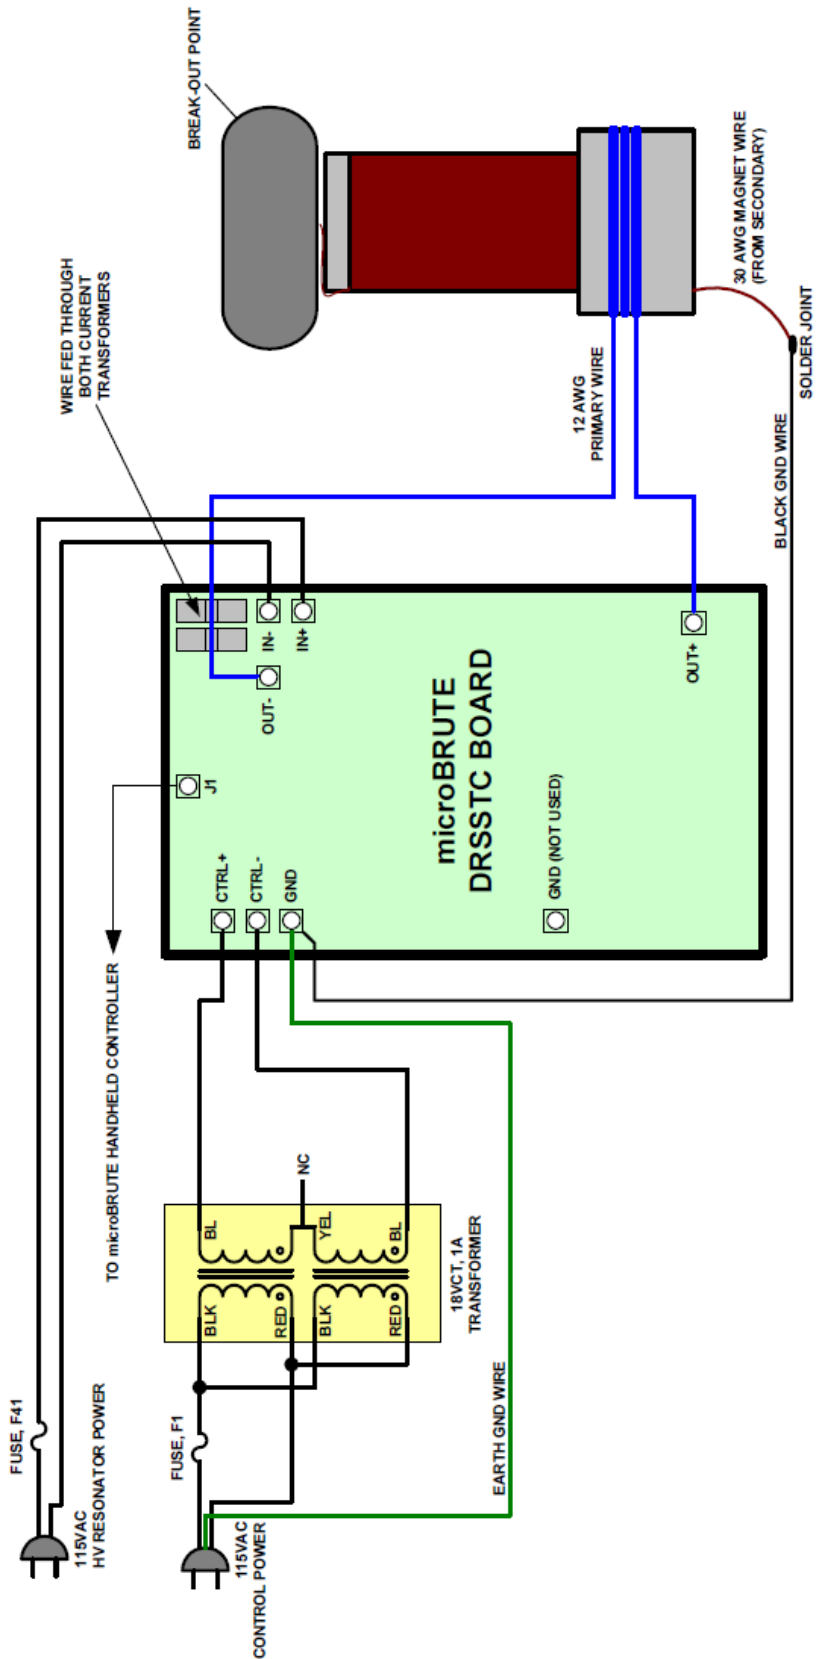 FUSE, F41
115VAC
HV RESONATOR POWER
FUSE, F1
115VAC
CONTROL POWER
EARTH GND WIRE
BLK
RED
BLK
RED
BL
YEL
BL
NC
18VCT, 1A
TRANSFORMER
TO microBRUTE HANDHELD CONTROLLER
CTRL+
CTRL-
GND
GND (NOT USED)
J1
microBRUTE
DRSSTC BOARD
OUT-
IN-
IN+
OUT+
WIRE FED THROUGH
BOTH CURRENT
TRANSFORMERS
12 AWG
PRIMARY WIRE
BLACK GND WIRE
SOLDER JOINT
30 AWG MAGNET WIRE
(FROM SECONDARY)
BREAK-OUT POINT